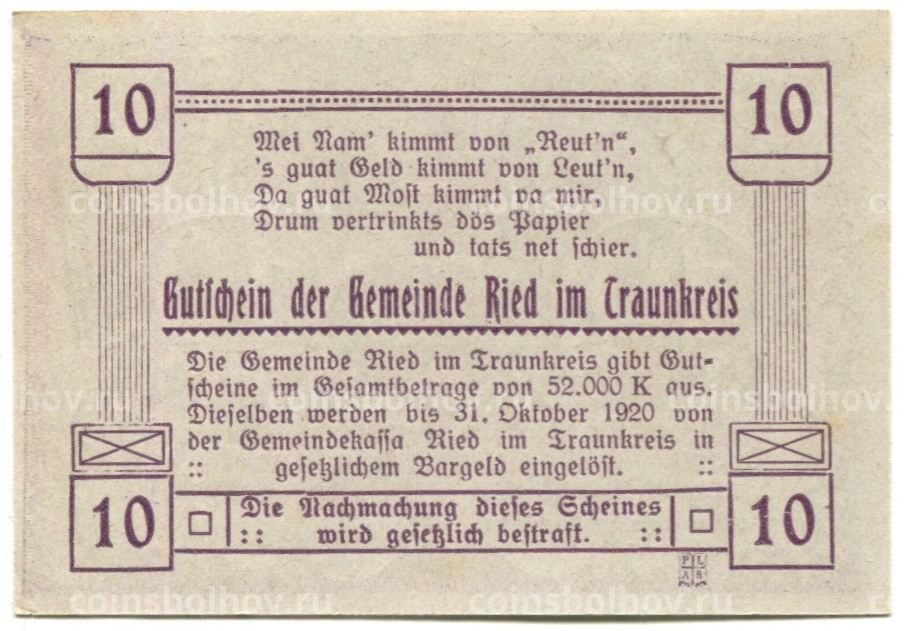 10 10
Mei Nam' kimmt von „Reut'n“,
's guat Geld kimmt von Leut'n,
Da guat Most kimmt va mir,
Drum vertrinkts dös Papier
und tats net schier.
Gutschein der Gemeinde Ried im Traunkreis
Die Gemeinde Ried im Traunkreis gibt Gut-
scheine im Gesamtbetrage von 52.000 K aus.
Dieselben werden bis 31. Oktober 1920 von
der Gemeindekassa Ried im Traunkreis in
:: gesetzlichem Bargeld eingelöst. ::
10 10
Die Nachmachung dieses Scheines
:: wird gesetzlich bestraft. ::
coinsbolhov.ru